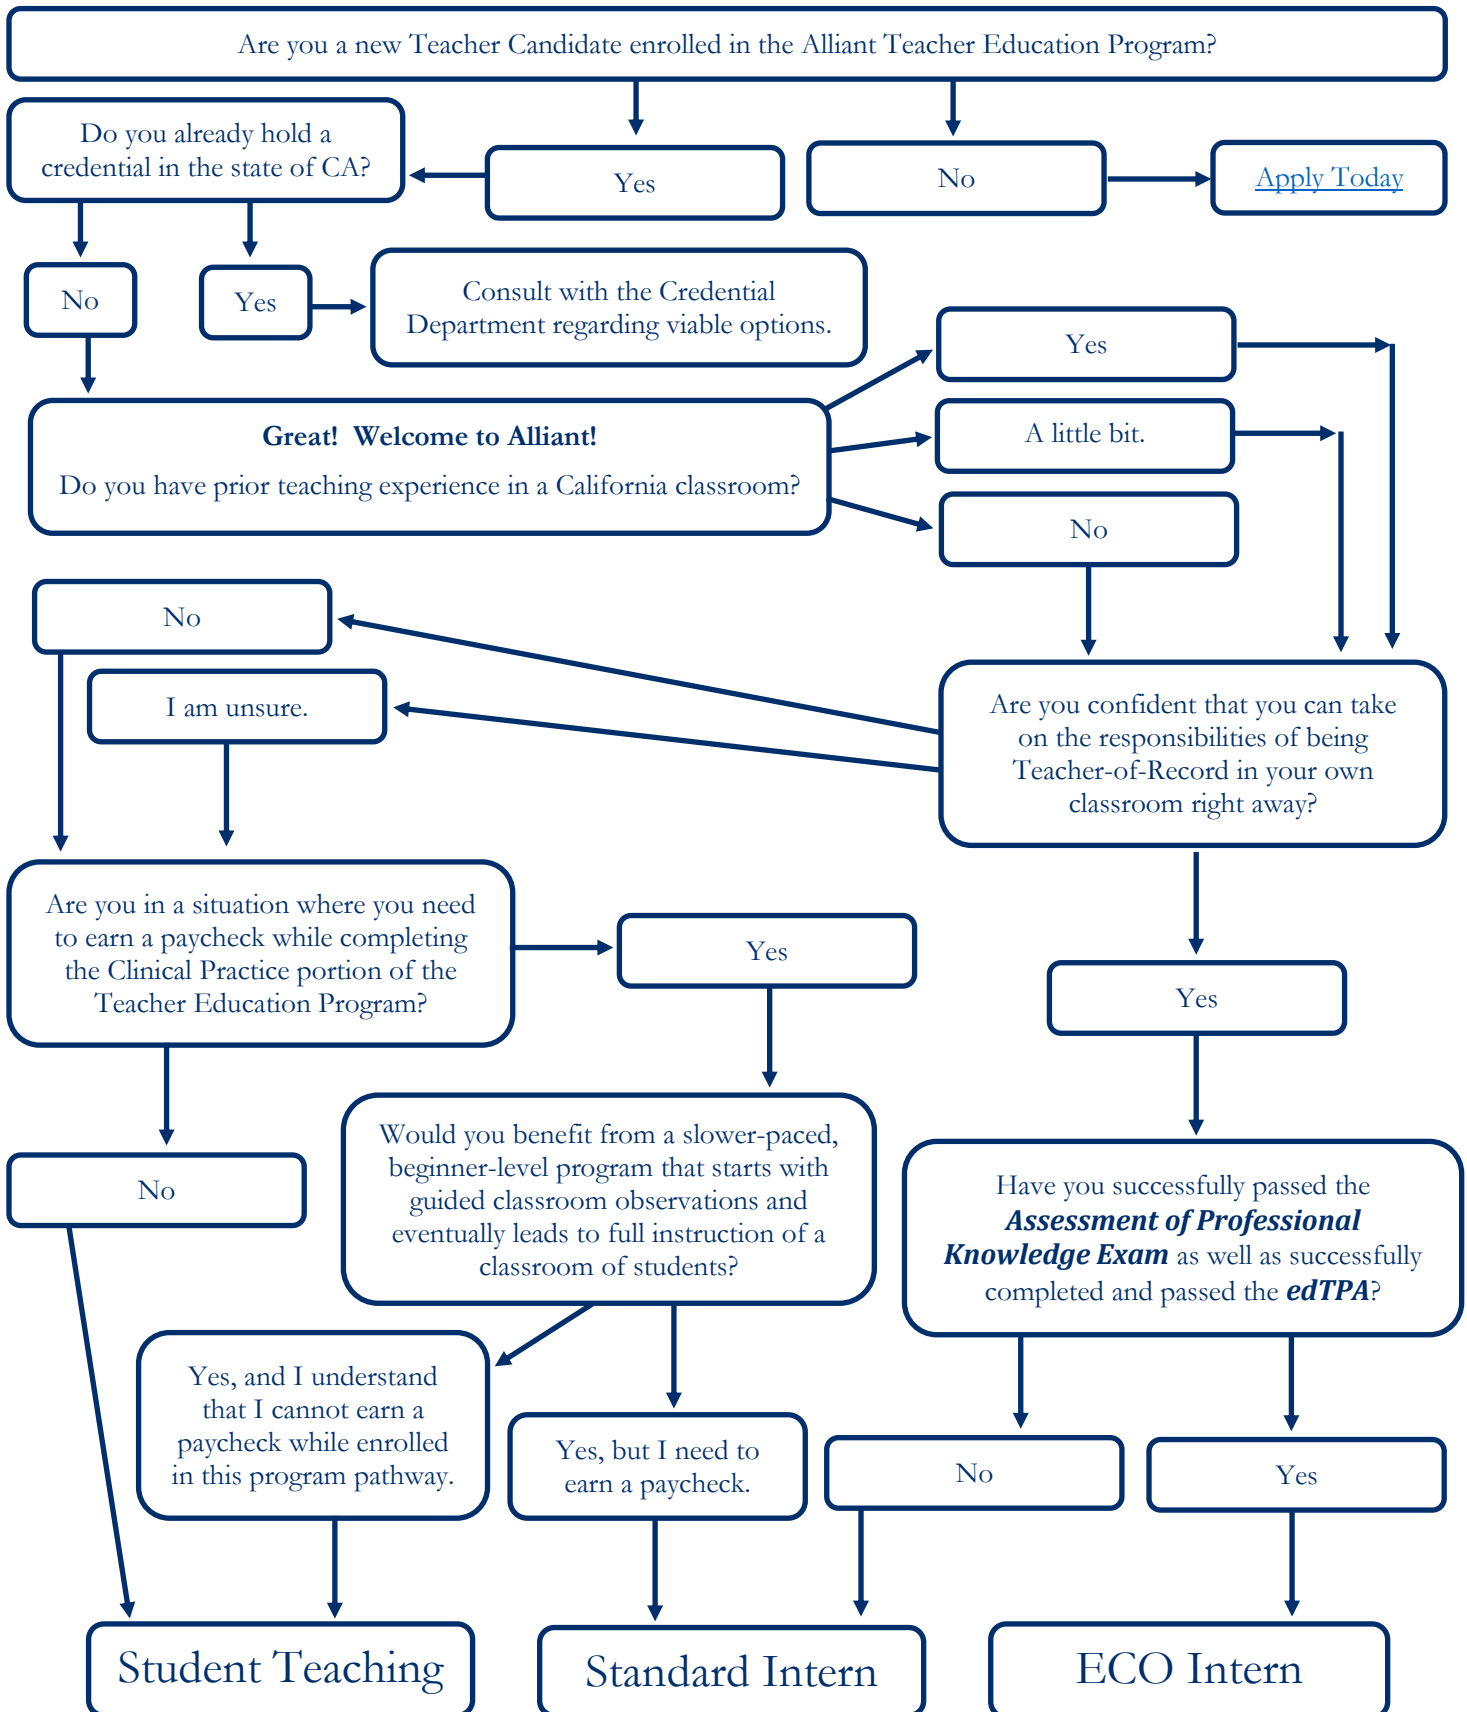 Are you a new Teacher Candidate enrolled in the Alliant Teacher Education Program?
Do you already hold a
credential in the state of CA?
Yes
No
Apply Today
No
Yes
Consult with the Credential
Department regarding viable options.
Great!  Welcome to Alliant!
Do you have prior teaching experience in a California classroom?
Yes
A little bit.
No
No
I am unsure.
Are you confident that you can take
on the responsibilities of being
Teacher-of-Record in your own
classroom right away?
Are you in a situation where you need
to earn a paycheck while completing
the Clinical Practice portion of the
Teacher Education Program?
Yes
Yes
No
Would you benefit from a slower-paced,
beginner-level program that starts with
guided classroom observations and
eventually leads to full instruction of a
classroom of students?
Have you successfully passed the
Assessment of Professional
Knowledge Exam as well as successfully
completed and passed the edTPA?
Yes, and I understand
that I cannot earn a
paycheck while enrolled
in this program pathway.
Yes, but I need to
earn a paycheck.
No
Yes
Student Teaching
Standard Intern
ECO Intern